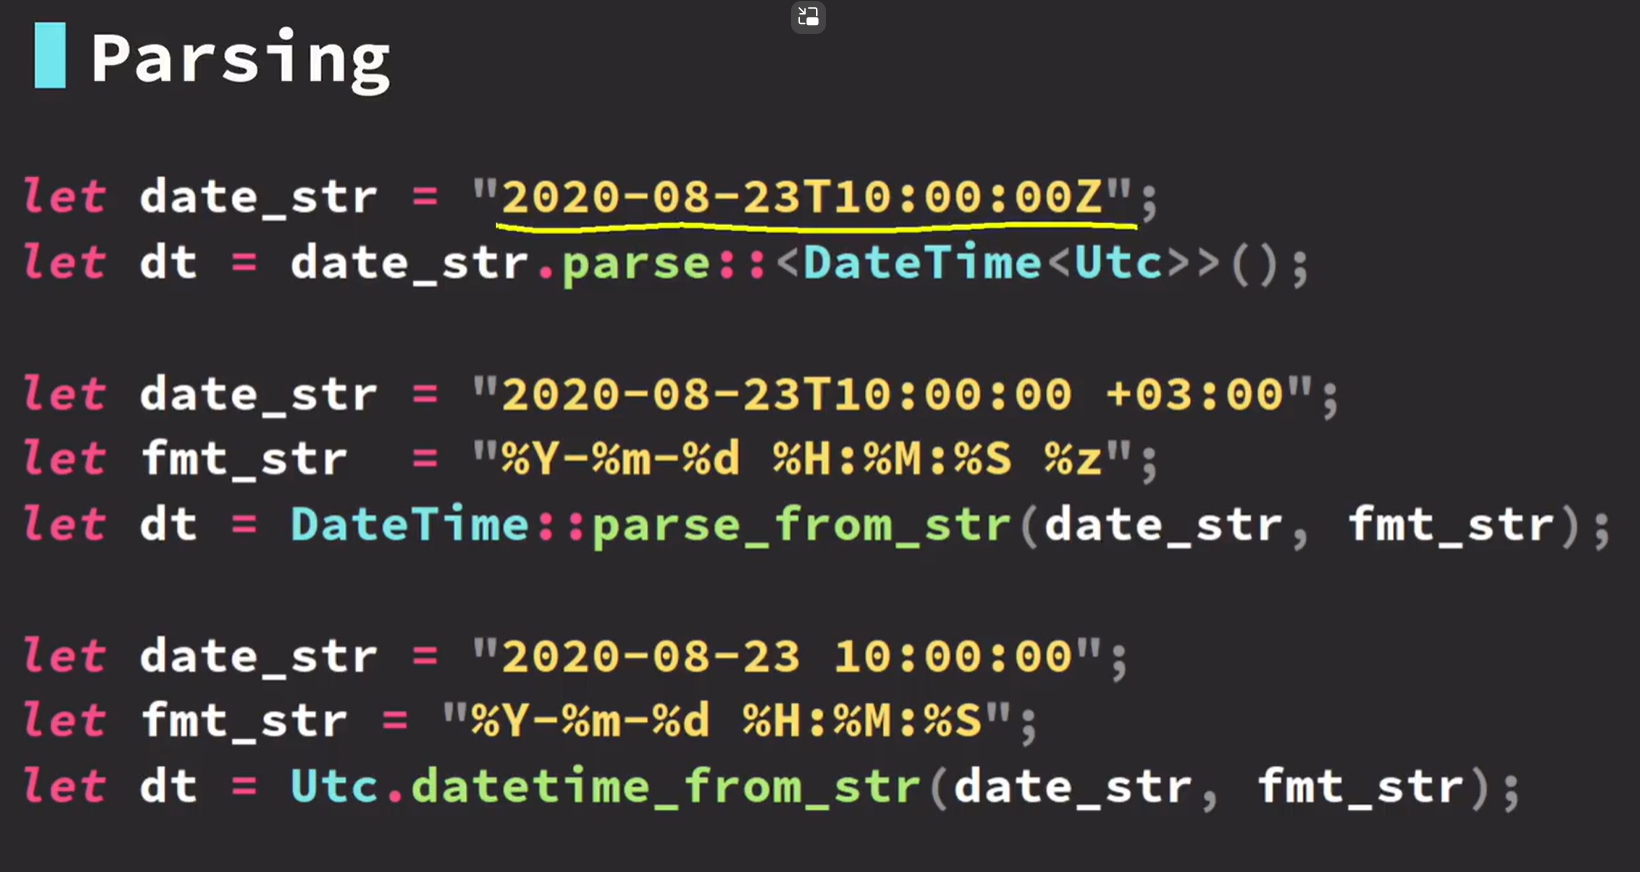 Parsing
let date_str = "2020-08-23T10:00:00Z";
let dt = date_str.parse::<DateTime<Utc>>();
let date_str = "2020-08-23T10:00:00 +03:00";
let fmt_str  = "%Y-%m-%d %H:%M:%S %z";
let dt = DateTime::parse_from_str(date_str, fmt_str);
let date_str = "2020-08-23 10:00:00";
let fmt_str = "%Y-%m-%d %H:%M:%S";
let dt = Utc.datetime_from_str(date_str, fmt_str);